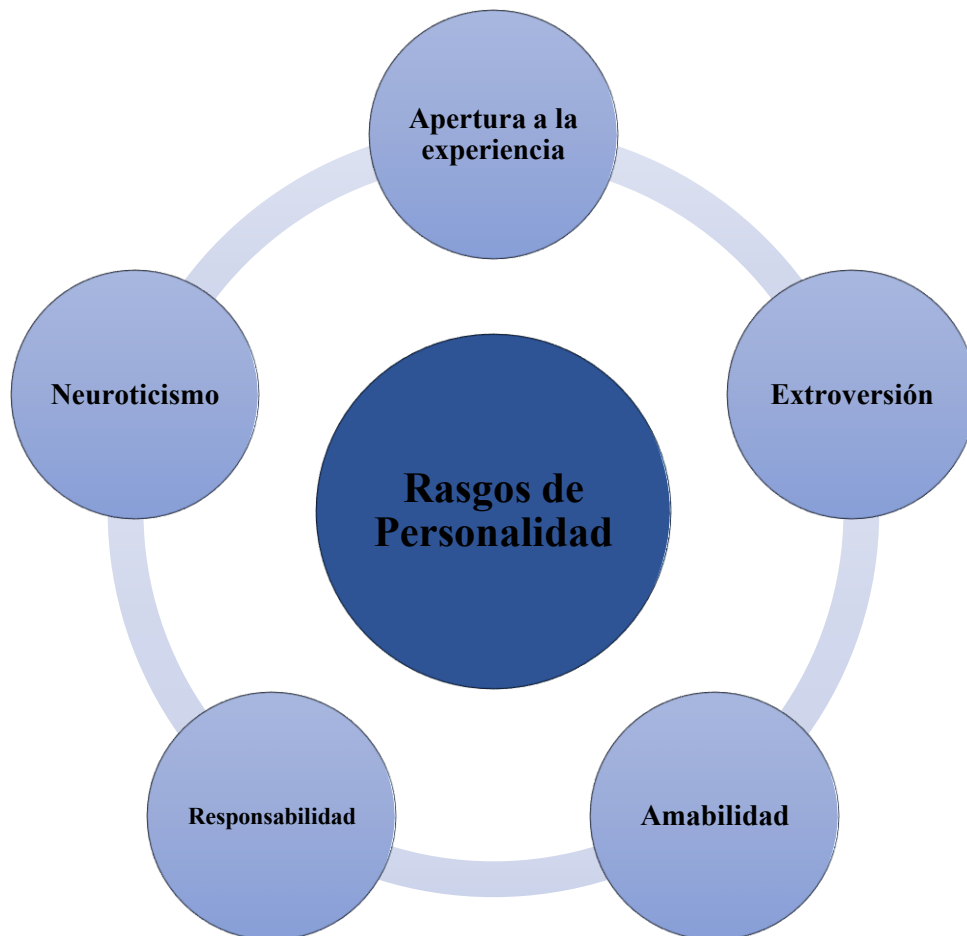 Apertura a la
experiencia
Neuroticismo
Extroversión
Rasgos de
Personalidad
Responsabilidad
Amabilidad